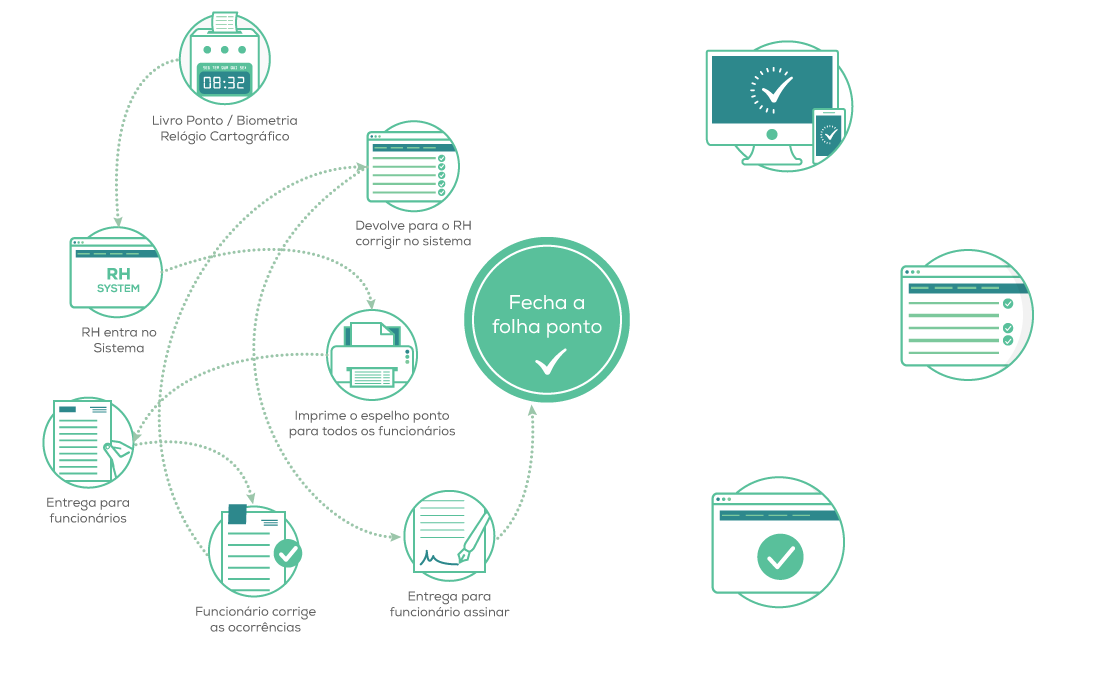 08:32
Livro Ponto / Biometria
Relógio Cartográfico
Devolve para o RH
corrigir no sistema
RH
SYSTEM
RH entra no
Sistema
Fecha a
folha ponto
Imprime o espelho ponto
para todos os funcionários
Entrega para
funcionários
Funcionário corrige
as ocorrências
Entrega para
funcionário assinar